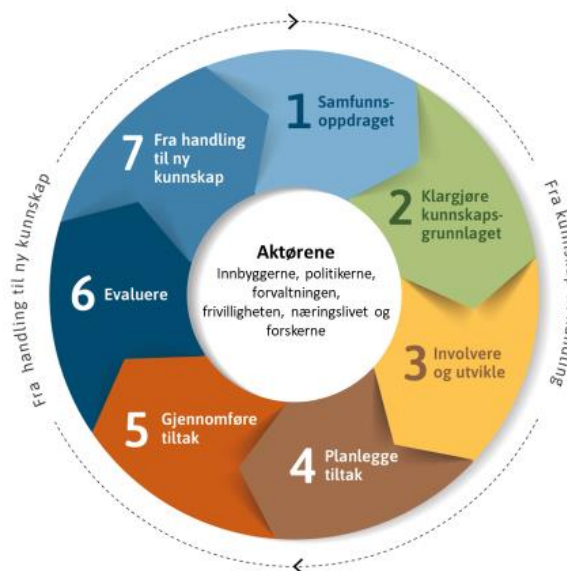 1 Samfunns-
oppdraget
2 Klargjøre
kunnskaps-
grunnlaget
3 Involvere
og utvikle
4 Planlegge
tiltak
5 Gjennomføre
tiltak
6 Evaluere
7 Fra handling
til ny
kunnskap
Aktørene
Innbyggerne, politikerne,
forvaltningen,
frivilligheten, næringslivet og
forskerne
Fra handling til ny kunnskap
Fra